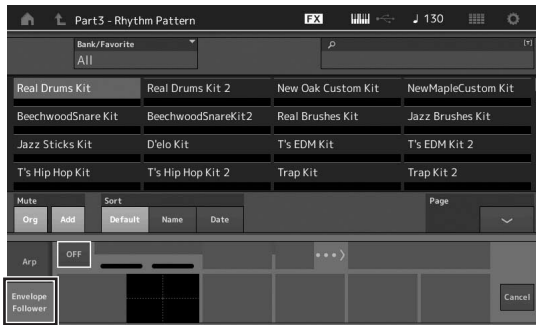 Part3 - Rhythm Pattern FX ♩ 130
Bank/Favorite
All
Real Drums Kit Real Drums Kit 2 New Oak Custom Kit NewMapleCustom Kit
BeechwoodSnare Kit BeechwoodSnareKit2 Real Brushes Kit Jazz Brushes Kit
Jazz Sticks Kit D'elo Kit T's EDM Kit T's EDM Kit 2
T's Hip Hop Kit T's Hip Hop Kit 2 Trap Kit Trap Kit 2
Mute Sort Page
Org Add Default Name Date
Arp OFF
Envelope Follower Cancel